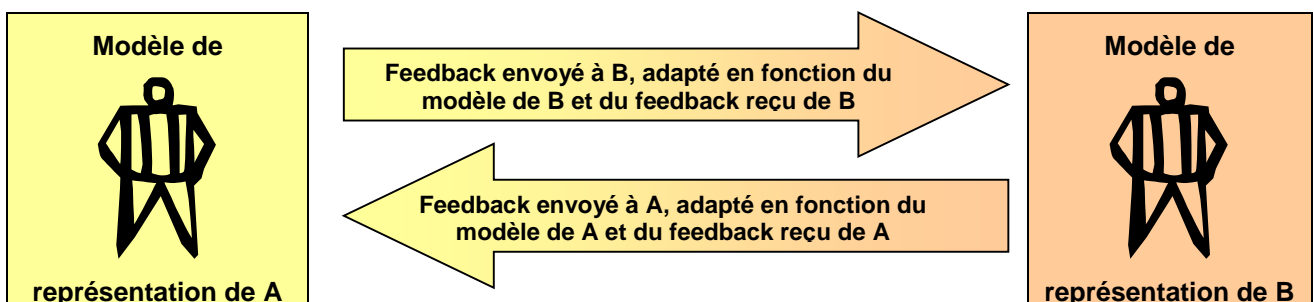 Modèle de
représentation de A
Feedback envoyé à B, adapté en fonction du
modèle de B et du feedback reçu de B
Feedback envoyé à A, adapté en fonction du
modèle de A et du feedback reçu de A
Modèle de
représentation de B